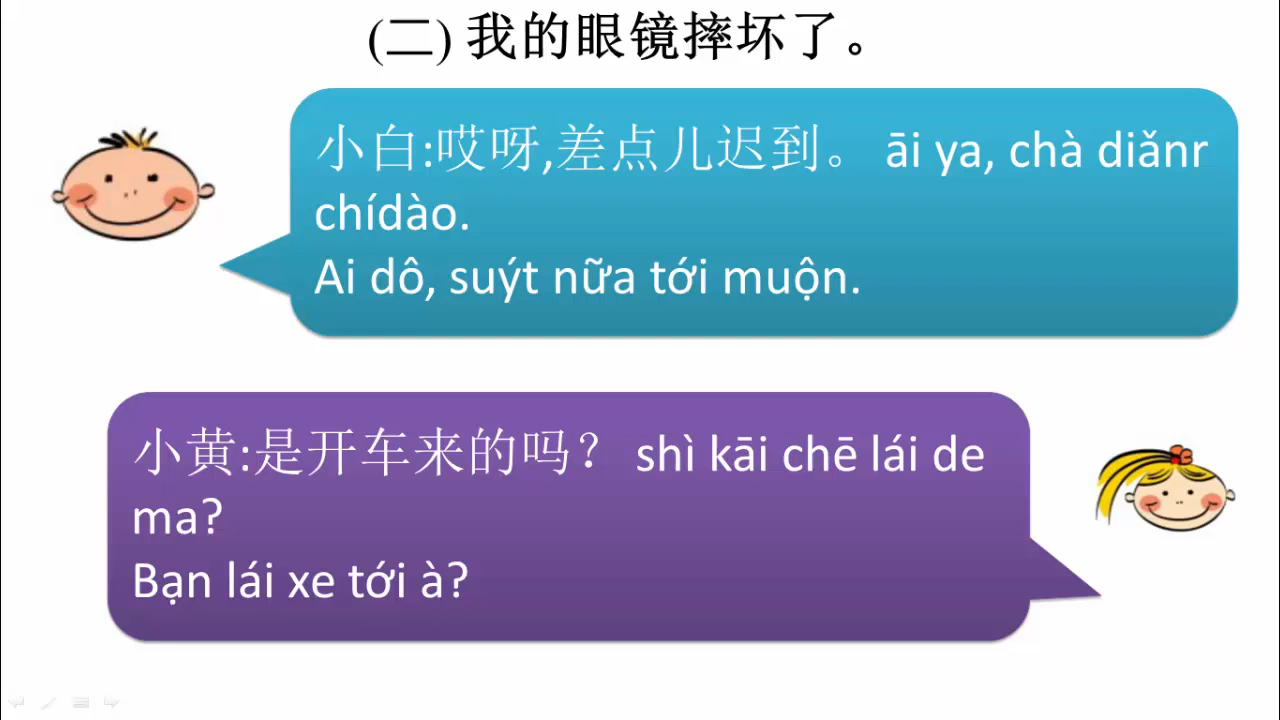 (二) 我的眼镜摔坏了。
小白:哎呀,差点儿迟到。 āi ya, chà diǎnr
chídào.
Ai dô, suýt nữa tới muộn.
小黄:是开车来的吗? shì kāi chē lái de
ma?
Bạn lái xe tới à?